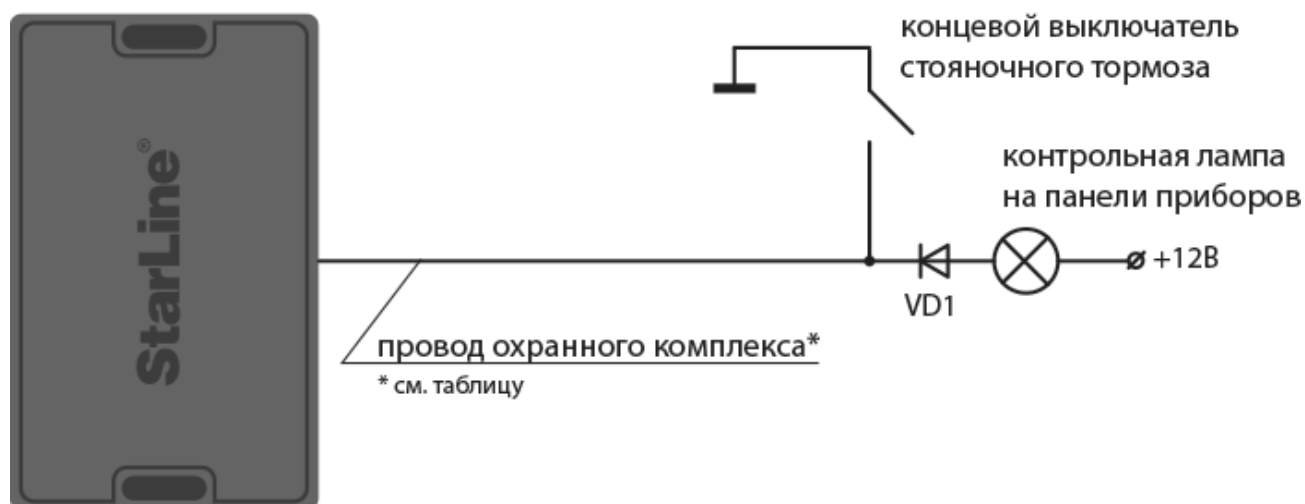 StarLine®
концевой выключатель
стояночного тормоза
контрольная лампа
на панели приборов
+12В
VD1
провод охранного комплекса*
* см. таблицу